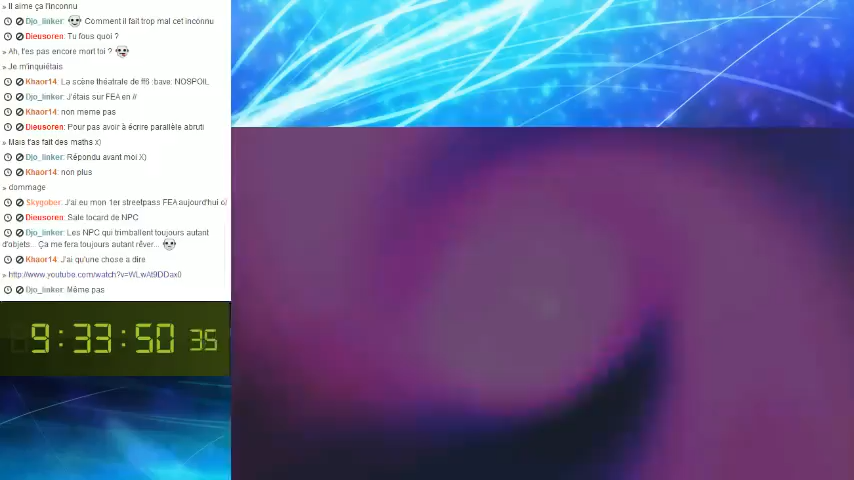 » Il aime ça l'inconnu
Djo_linker: Comment il fait trop mal cet inconnu
Dieusoren: Tu fous quoi ?
» Ah, t'es pas encore mort toi ?
» Je m'inquiétais
Khaor14: La scène théatrale de ff6 :bave: NOSPOIL
Djo_linker: J'étais sur FEA en //
Khaor14: non meme pas
Dieusoren: Pour pas avoir à écrire parallèle abruti
» Mais t'as fait des maths x)
Djo_linker: Répondu avant moi X)
Khaor14: non plus
» dommage
Skygober: J'ai eu mon 1er streetpass FEA aujourd'hui o/
Dieusoren: Sale tocard de NPC
Djo_linker: Les NPC qui trimballent toujours autant
d'objets... Ça me fera toujours autant rêver...
Khaor14: J'ai qu'une chose a dire
» http://www.youtube.com/watch?v=WLwAt9DDax0
Djo_linker: Même pas
9:33:50 35